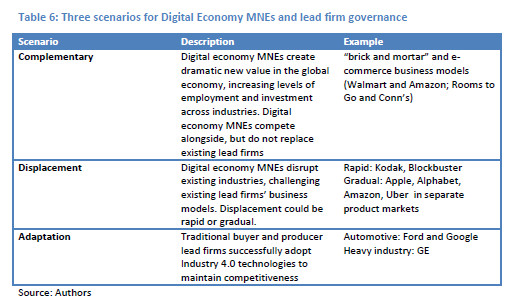 Table 6: Three scenarios for Digital Economy MNEs and lead firm governance
Scenario Description Example
Complementary
Digital economy MNEs create
dramatic new value in the global
economy, increasing levels of
employment and investment
across industries. Digital
economy MNEs compete
alongside, but do not replace
existing lead firms
“brick and mortar” and e-
commerce business models
(Walmart and Amazon; Rooms to
Go and Conn’s)
Displacement
Digital economy MNEs disrupt
existing industries, challenging
existing lead firms’ business
models. Displacement could be
rapid or gradual.
Rapid: Kodak, Blockbuster
Gradual: Apple, Alphabet,
Amazon, Uber in separate
product markets
Adaptation
Traditional buyer and producer
lead firms successfully adopt
Industry 4.0 technologies to
maintain competitiveness
Automotive: Ford and Google
Heavy industry: GE
Source: Authors